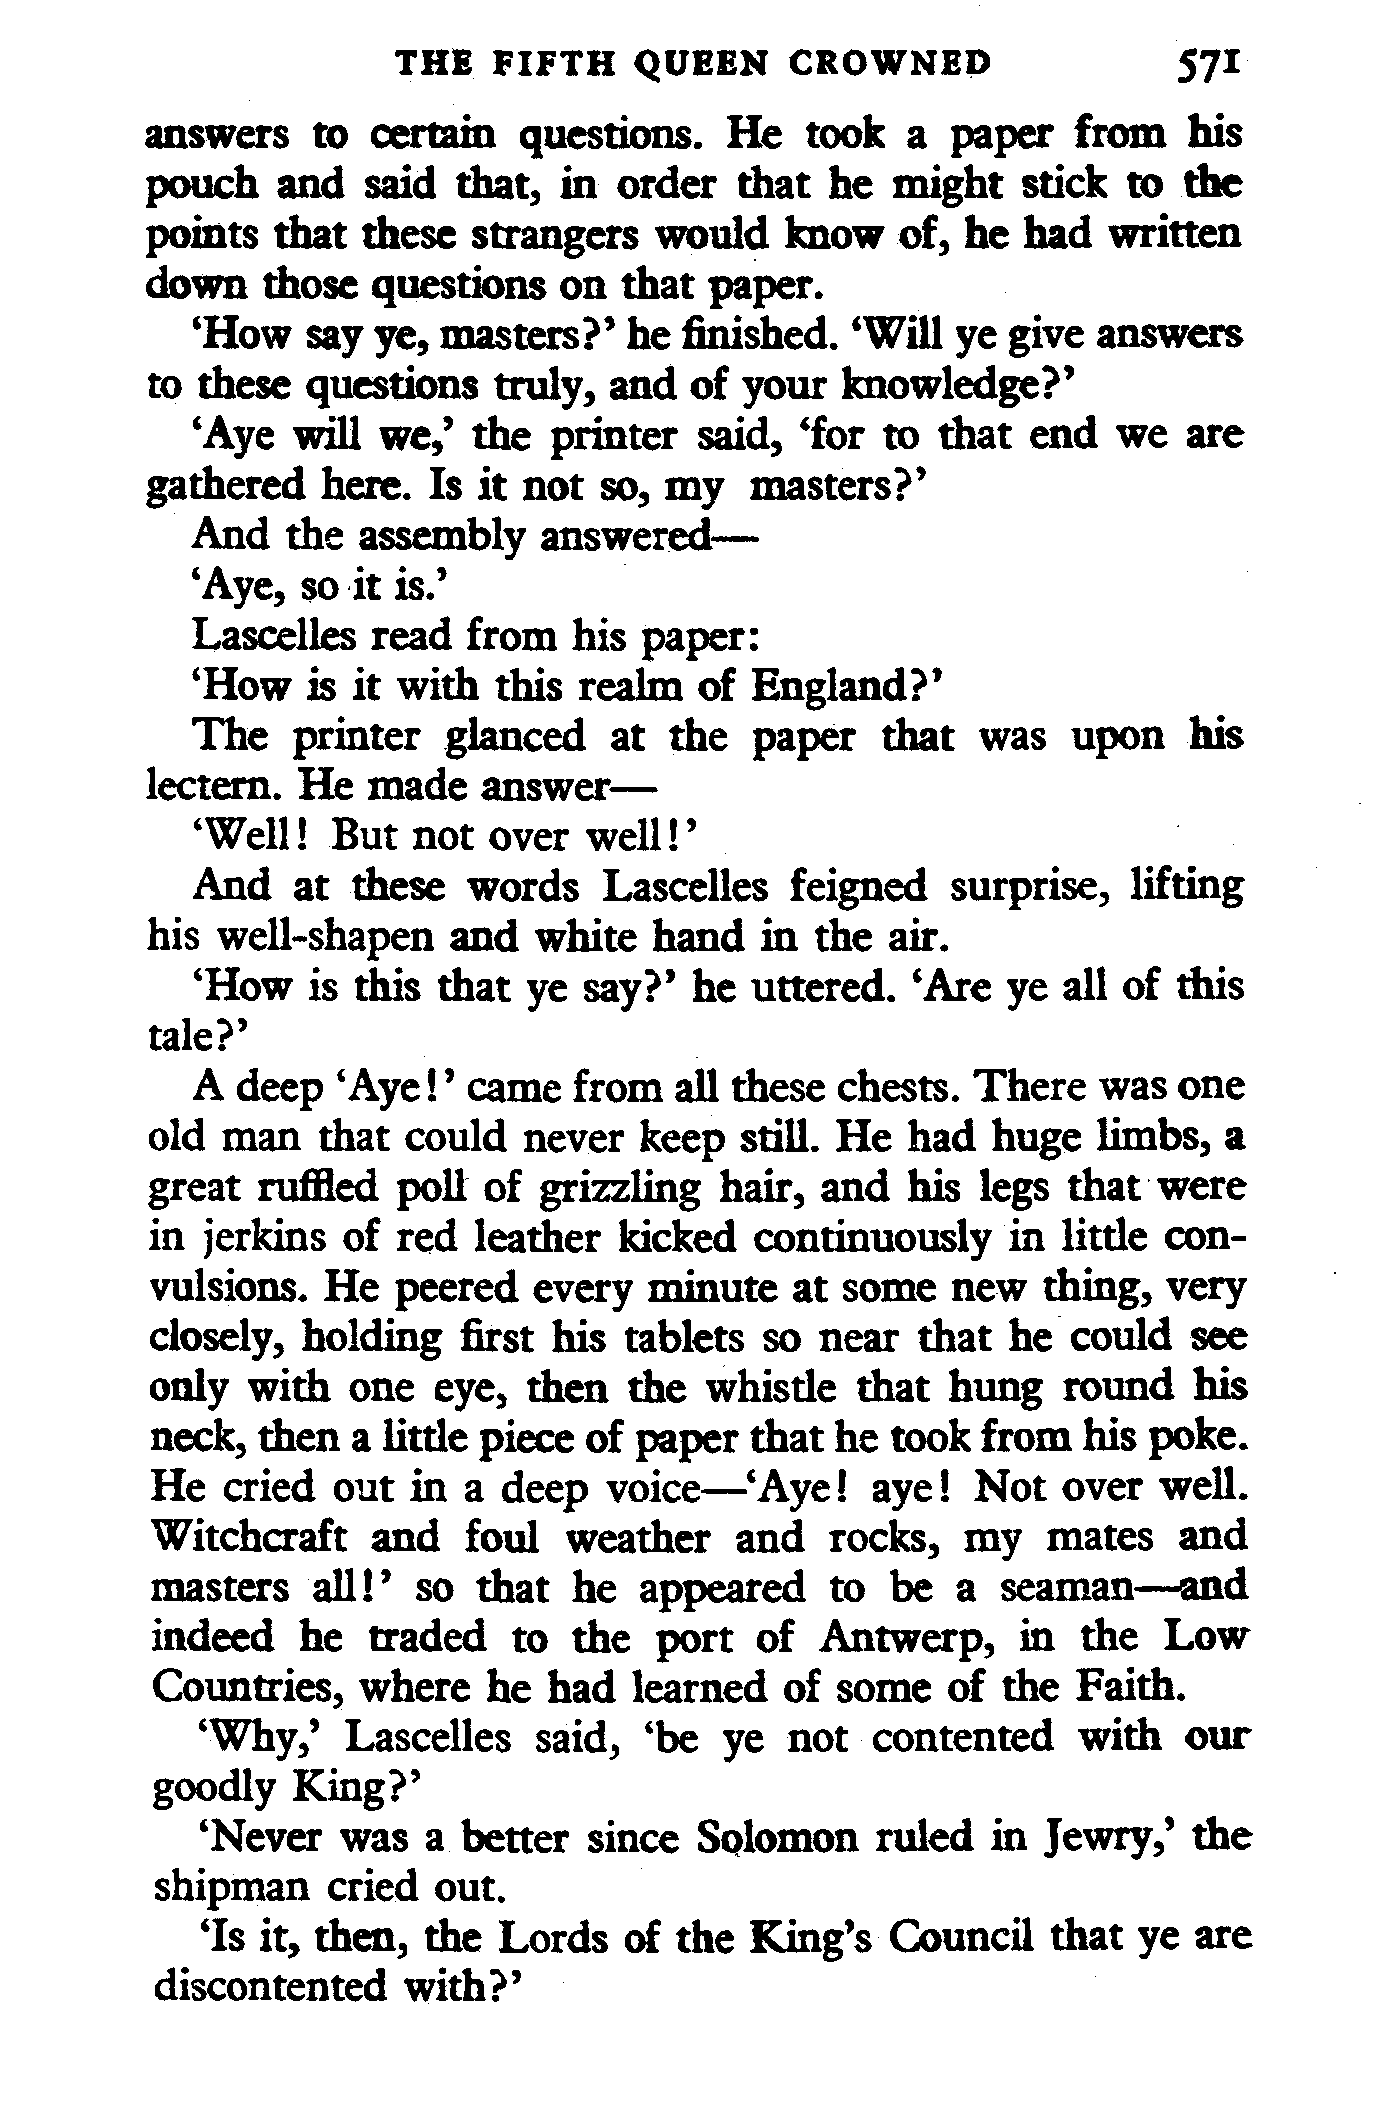 THE FIFTH QUEEN CROWNED 571
answers to certain questions. He took a paper from his
pouch and said that, in order that he might stick to the
points that these strangers would know of, he had written
down those questions on that paper.
‘How say ye, masters?’ he finished. ‘Will ye give answers
to these questions truly, and of your knowledge?’
‘Aye will we,’ the printer said, ‘for to that end we are
gathered here. Is it not so, my masters?’
And the assembly answered—
‘Aye, so it is.’
Lascelles read from his paper:
‘How is it with this realm of England?’
The printer glanced at the paper that was upon his
lectern. He made answer—
‘Well! But not over well!’
And at these words Lascelles feigned surprise, lifting
his well-shapen and white hand in the air.
‘How is this that ye say?’ he uttered. ‘Are ye all of this
tale?’
A deep ‘Aye!’ came from all these chests. There was one
old man that could never keep still. He had huge limbs, a
great ruffled poll of grizzling hair, and his legs that were
in jerkins of red leather kicked continuously in little con-
vulsions. He peered every minute at some new thing, very
closely, holding first his tablets so near that he could see
only with one eye, then the whistle that hung round his
neck, then a little piece of paper that he took from his poke.
He cried out in a deep voice—‘Aye! aye! Not over well.
Witchcraft and foul weather and rocks, my mates and
masters all!’ so that he appeared to be a seaman—and
indeed he traded to the port of Antwerp, in the Low
Countries, where he had learned of some of the Faith.
‘Why,’ Lascelles said, ‘be ye not contented with our
goodly King?’
‘Never was a better since Solomon ruled in Jewry,’ the
shipman cried out.
‘Is it, then, the Lords of the King’s Council that ye are
discontented with?’